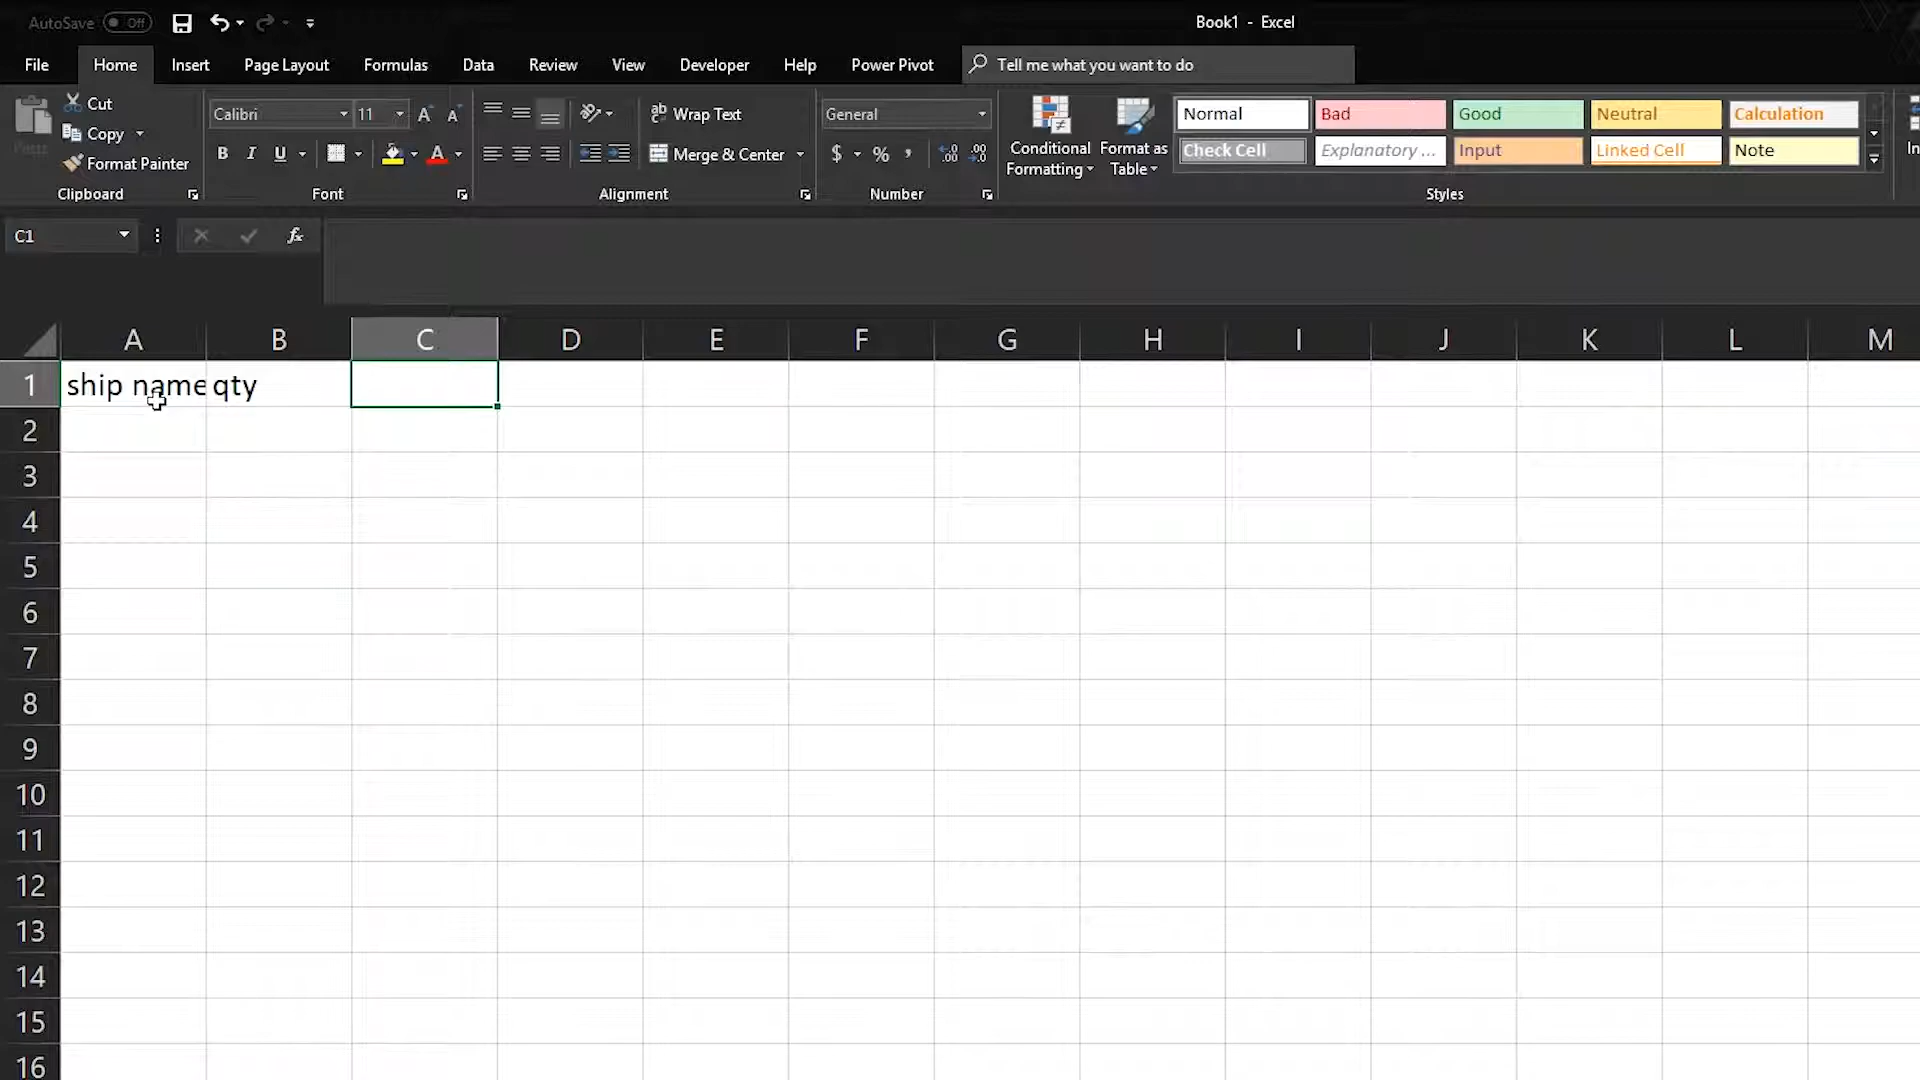 AutoSave Off
Book1 - Excel
File Home Insert Page Layout Formulas Data Review View Developer Help Power Pivot Tell me what you want to do
Cut
Copy
Format Painter
Clipboard
Calibri 11
B I U A
Font
Wrap Text
Merge & Center
Alignment
General
$ % ,
Number
Conditional Formatting
Format as Table
Normal Bad Good Neutral Calculation
Check Cell Explanatory ... Input Linked Cell Note
Styles
C1 fx
A B C D E F G H I J K L M
1 ship name qty
2
3
4
5
6
7
8
9
10
11
12
13
14
15
16